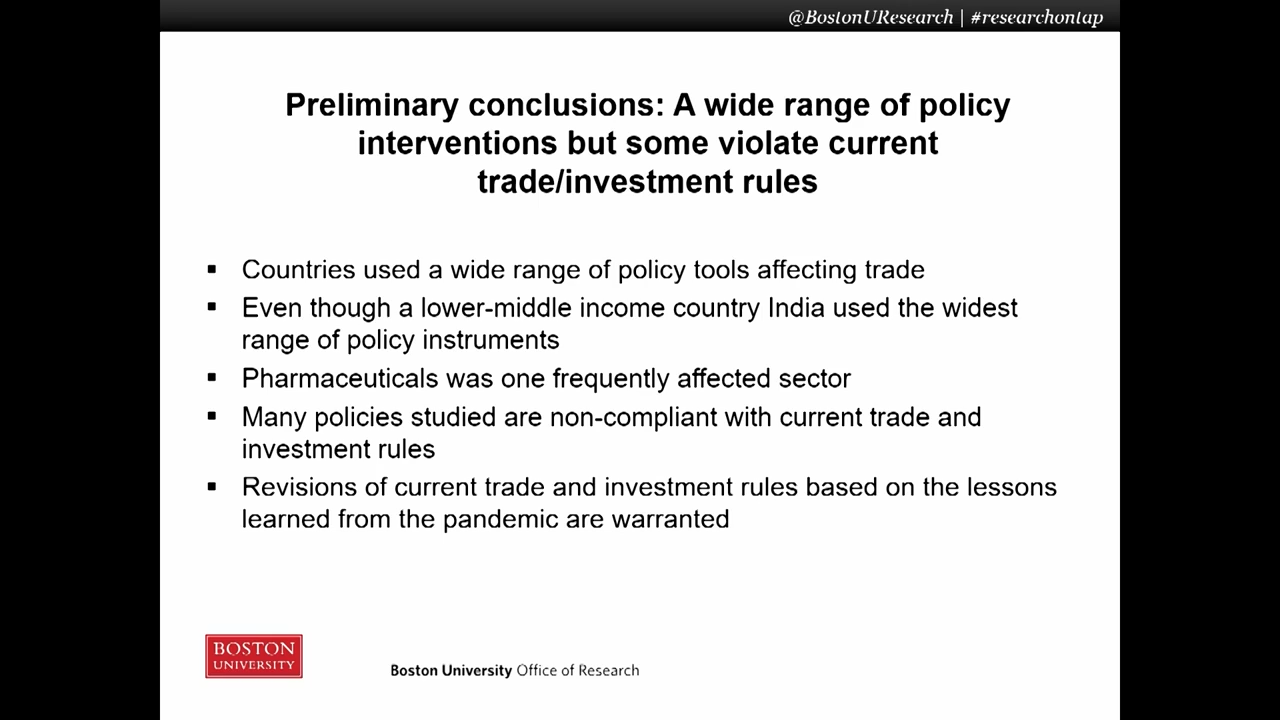 @BostonUResearch | #researchontap
Preliminary conclusions: A wide range of policy
interventions but some violate current
trade/investment rules
▪ Countries used a wide range of policy tools affecting trade
▪ Even though a lower-middle income country India used the widest
range of policy instruments
▪ Pharmaceuticals was one frequently affected sector
▪ Many policies studied are non-compliant with current trade and
investment rules
▪ Revisions of current trade and investment rules based on the lessons
learned from the pandemic are warranted
BOSTON
UNIVERSITY
Boston University Office of Research